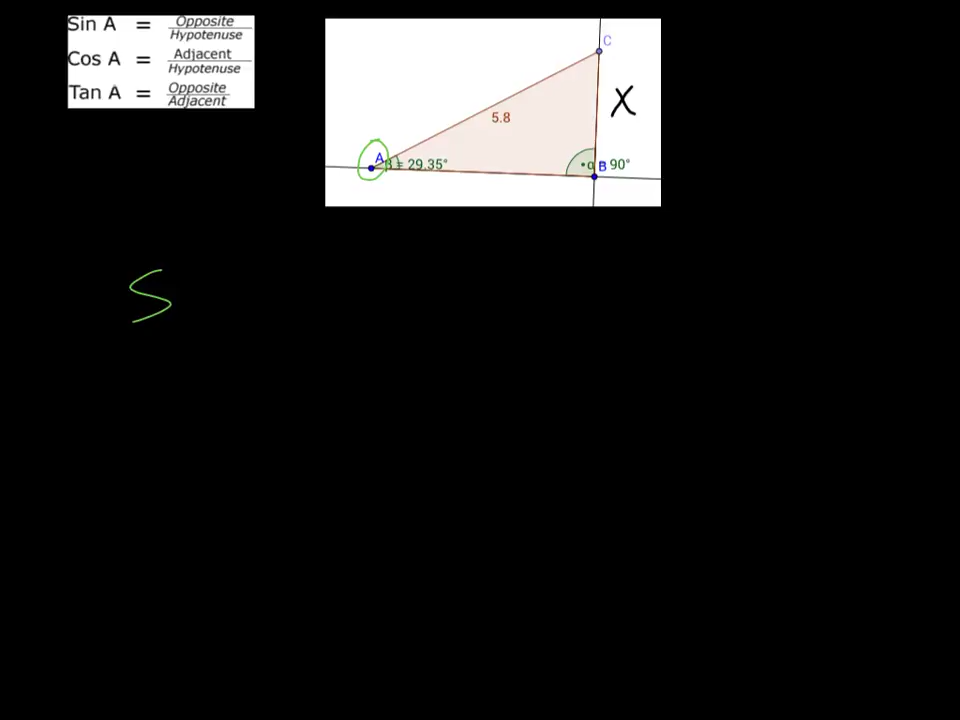 Sin A = Opposite / Hypotenuse
Cos A = Adjacent / Hypotenuse
Tan A = Opposite / Adjacent
C
X
5.8
A
β = 29.35°
α B 90°
S